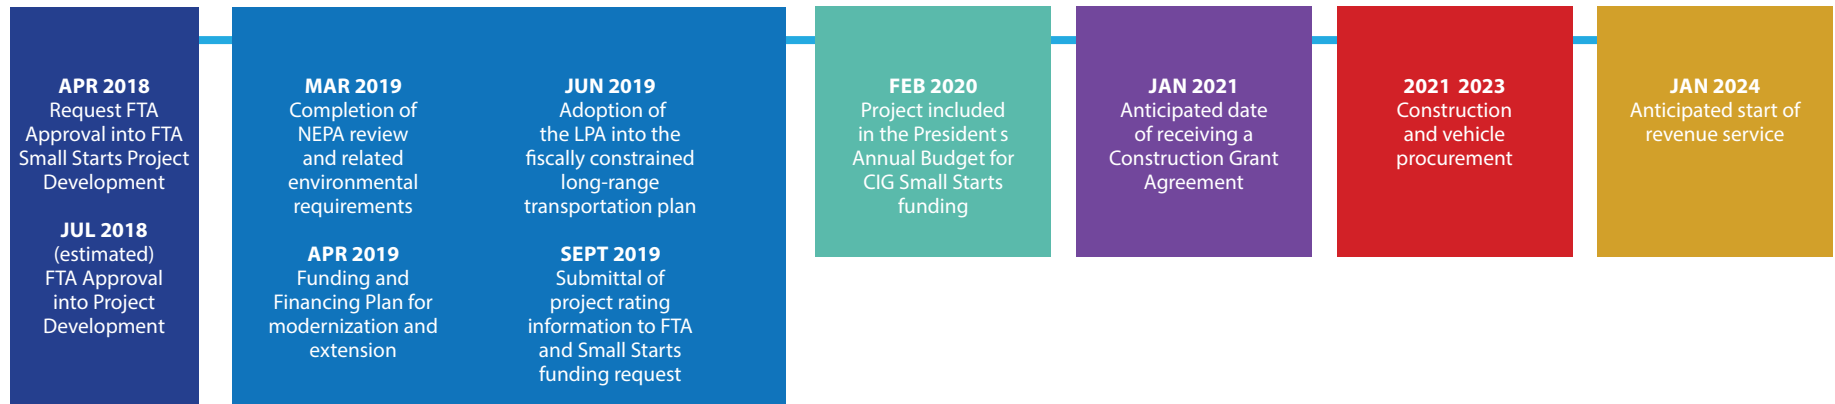 APR 2018
Request FTA
Approval into FTA
Small Starts Project
Development
JUL 2018
(estimated)
FTA Approval
into Project
Development
MAR 2019
Completion of
NEPA review
and related
environmental
requirements
APR 2019
Funding and
Financing Plan for
modernization and
extension
JUN 2019
Adoption of
the LPA into the
fiscally constrained
long-range
transportation plan
SEPT 2019
Submittal of
project rating
information to FTA
and Small Starts
funding request
FEB 2020
Project included
in the President s
Annual Budget for
CIG Small Starts
funding
JAN 2021
Anticipated date
of receiving a
Construction Grant
Agreement
2021 2023
Construction
and vehicle
procurement
JAN 2024
Anticipated start of
revenue service